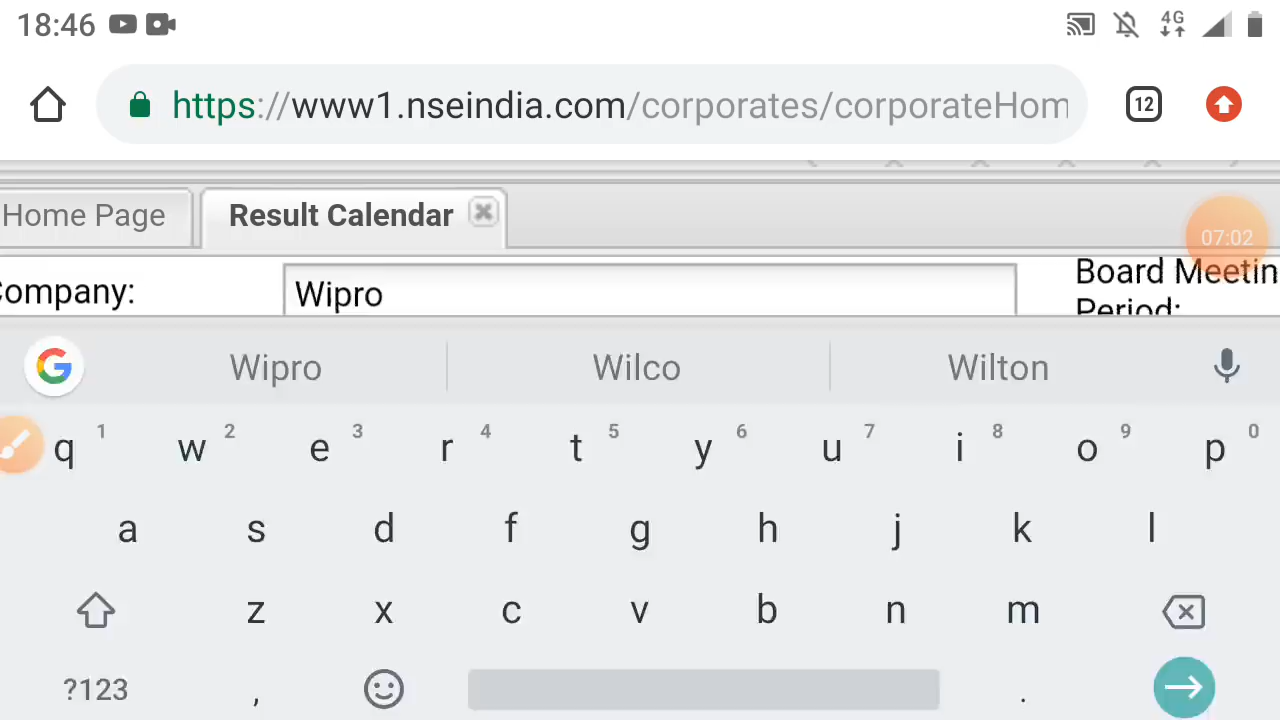 18:46 4G
https://www1.nseindia.com/corporates/corporateHom 12
Home Page Result Calendar
07:02
Company: Wipro Board Meetin
Period:
G Wipro Wilco Wilton
q 1 w 2 e 3 r 4 t 5 y 6 u 7 i 8 o 9 p 0
a s d f g h j k l
z x c v b n m
?123 , .